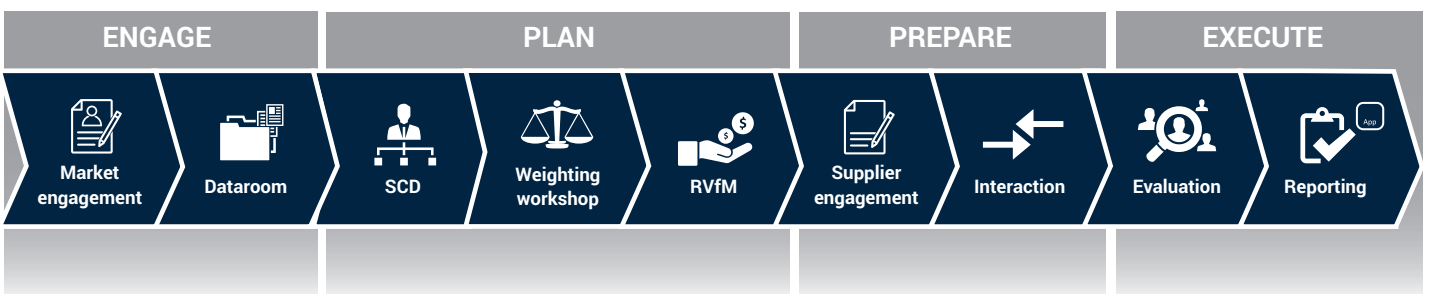 ENGAGE
PLAN
PREPARE
EXECUTE
Market
engagement
Dataroom
SCD
Weighting
workshop
RVfM
Supplier
engagement
Interaction
Evaluation
App
Reporting